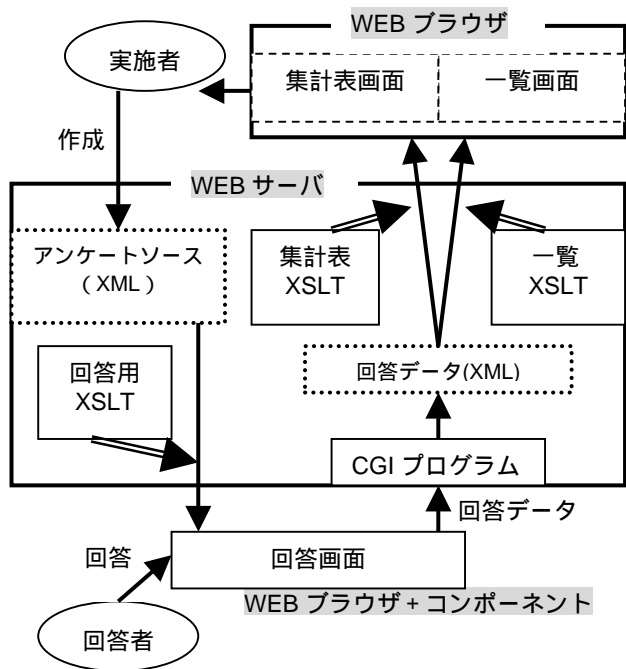 WEB ブラウザ
実施者
集計表画面
一覧画面
作成
WEB サーバ
アンケートソース
（XML）
集計表
XSLT
一覧
XSLT
回答用
XSLT
回答データ(XML)
CGI プログラム
回答データ
回答
回答画面
WEB ブラウザ + コンポーネント
回答者